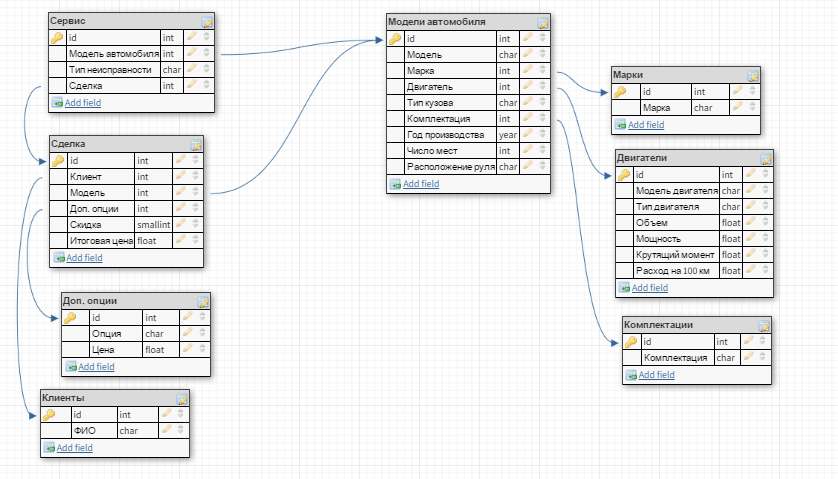 Сервис
id int
Модель автомобиля int
Тип неисправности char
Сделка int
Add field
Сделка
id int
Клиент int
Модель int
Доп. опции int
Скидка smallint
Итоговая цена float
Add field
Доп. опции
id int
Опция char
Цена float
Add field
Клиенты
id int
ФИО char
Add field
Модели автомобиля
id int
Модель char
Марка int
Двигатель int
Тип кузова char
Комплектация int
Год производства year
Число мест int
Расположение руля char
Add field
Марки
id int
Марка char
Add field
Двигатели
id int
Модель двигателя char
Тип двигателя char
Объем float
Мощность float
Крутящий момент float
Расход на 100 км float
Add field
Комплектации
id int
Комплектация char
Add field